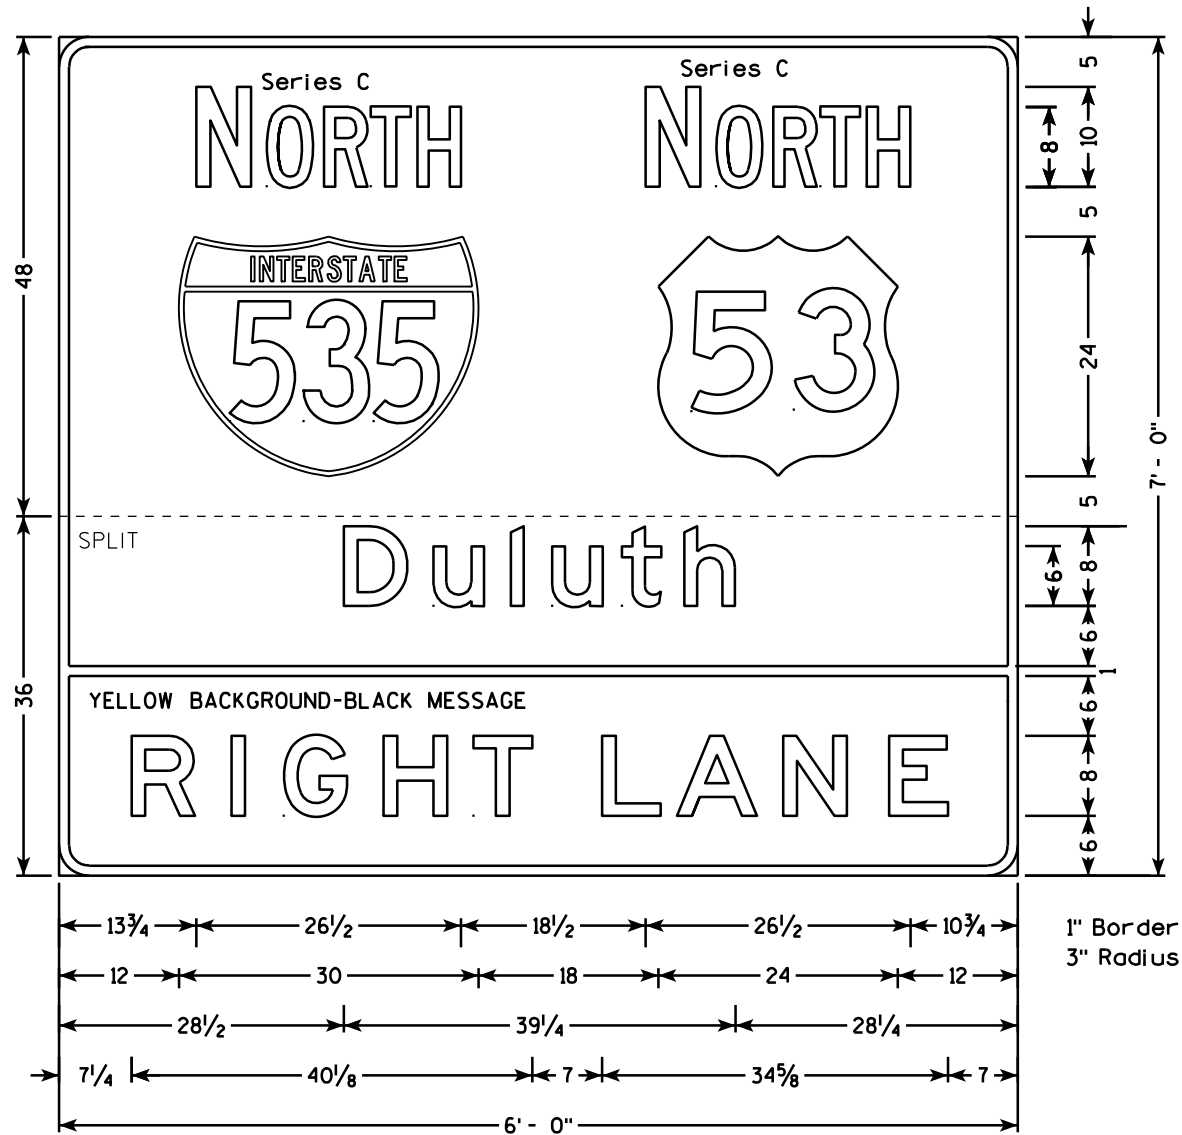 Series C
Series C
NORTH
NORTH
INTERSTATE
535
53
SPLIT
Duluth
YELLOW BACKGROUND-BLACK MESSAGE
RIGHT LANE
48
36
5
10
8
5
24
5
8
6
6
1
6
8
6
7' - 0"
13¾ 26½ 18½ 26½ 10¾
12 30 18 24 12
28½ 39¼ 28¼
7¼ 40⅛ 7 34⅝ 7
6' - 0"
1" Border
3" Radius